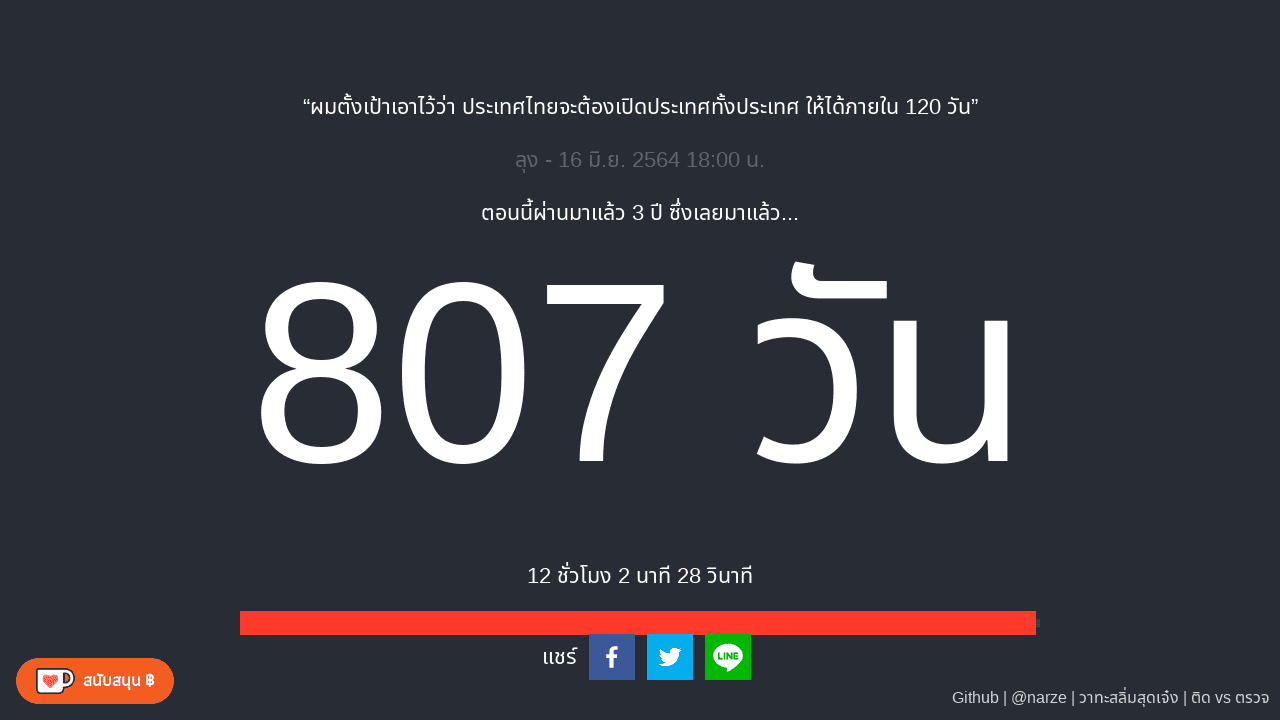 “ผมตั้งเป้าเอาไว้ว่า ประเทศไทยจะต้องเปิดประเทศทั้งประเทศ ให้ได้ภายใน 120 วัน”
ลุง - 16 มิ.ย. 2564 18:00 น.
ตอนนี้ผ่านมาแล้ว 3 ปี ซึ่งเลยมาแล้ว...
807 วัน
12 ชั่วโมง 2 นาที 28 วินาที
แชร์
LINE
สนับสนุน ฿
Github | @narze | วาทะสลิ่มสุดเจ๋ง | ติด vs ตรวจ